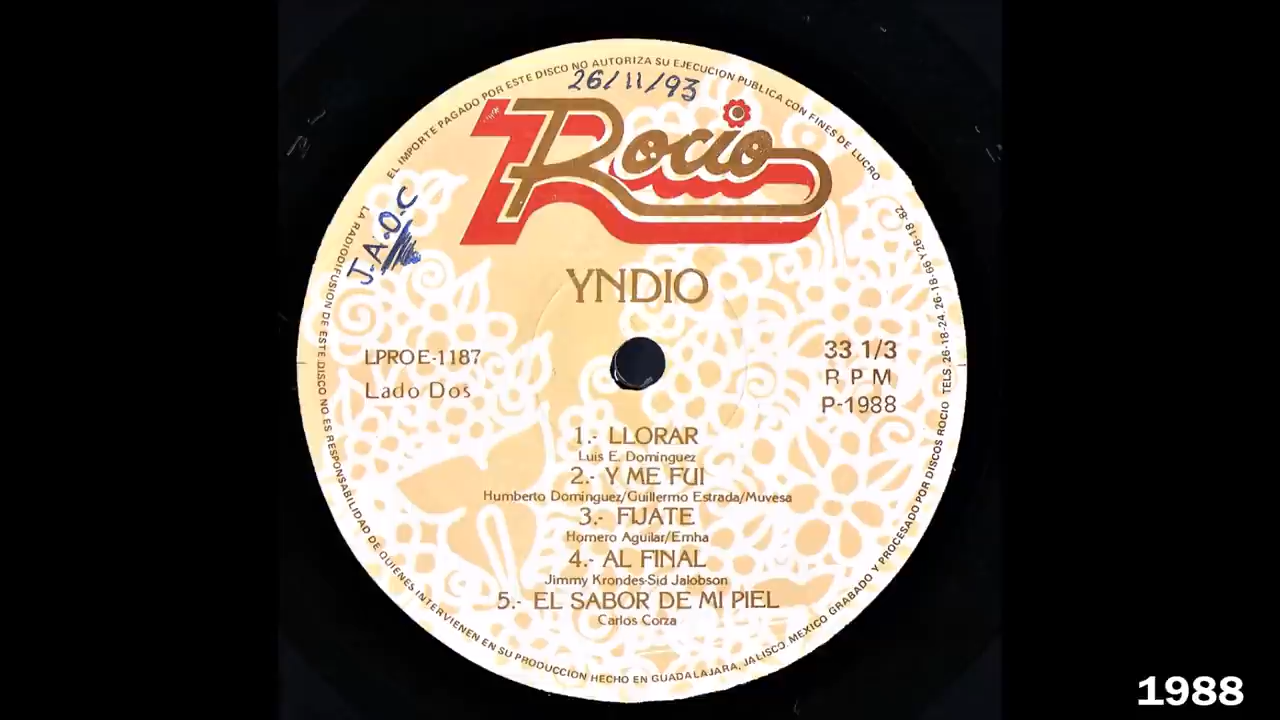 EL IMPORTE PAGADO POR ESTE DISCO NO AUTORIZA SU EJECUCION PUBLICA CON FINES DE LUCRO
26/11/93
Rocio
J.A.O.C
YNDIO
LPROE-1187
Lado Dos
33 1/3
RPM
P-1988
1.- LLORAR
Luis E. Dominguez
2.- Y ME FUI
Humberto Dominguez/Guillermo Estrada/Muvesa
3.- FIJATE
Homero Aguilar/Emha
4.- AL FINAL
Jimmy Krondes-Sid Jalobson
5.- EL SABOR DE MI PIEL
Carlos Corza
LA RADIODIFUSION DE ESTE DISCO NO ES RESPONSABILIDAD DE QUIENES INTERVIENEN EN SU PRODUCCION HECHO EN GUADALAJARA, JALISCO. MEXICO GRABADO Y PROCESADO POR DISCOS ROCIO TELS. 26-18-24, 26-18-66 Y 26-18-82
1988